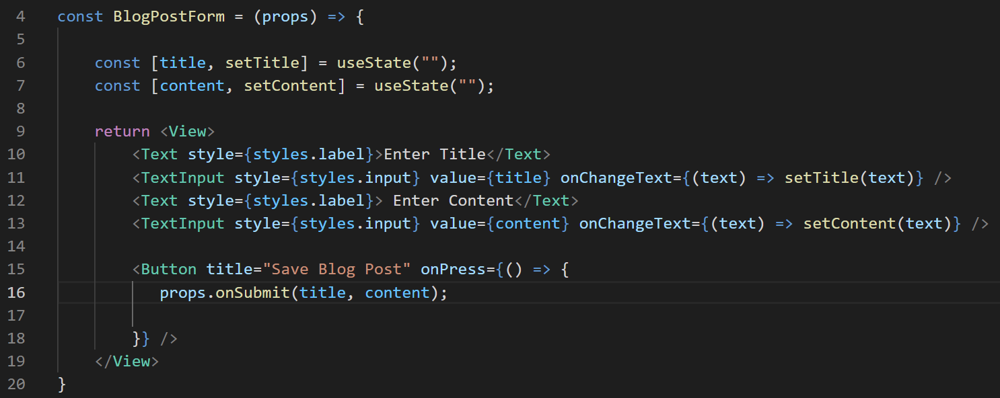 4 const BlogPostForm = (props) => {
5
6 const [title, setTitle] = useState("");
7 const [content, setContent] = useState("");
8
9 return <View>
10 <Text style={styles.label}>Enter Title</Text>
11 <TextInput style={styles.input} value={title} onChangeText={(text) => setTitle(text)} />
12 <Text style={styles.label}> Enter Content</Text>
13 <TextInput style={styles.input} value={content} onChangeText={(text) => setContent(text)} />
14
15 <Button title="Save Blog Post" onPress={() => {
16 props.onSubmit(title, content);
17
18 }} />
19 </View>
20 }